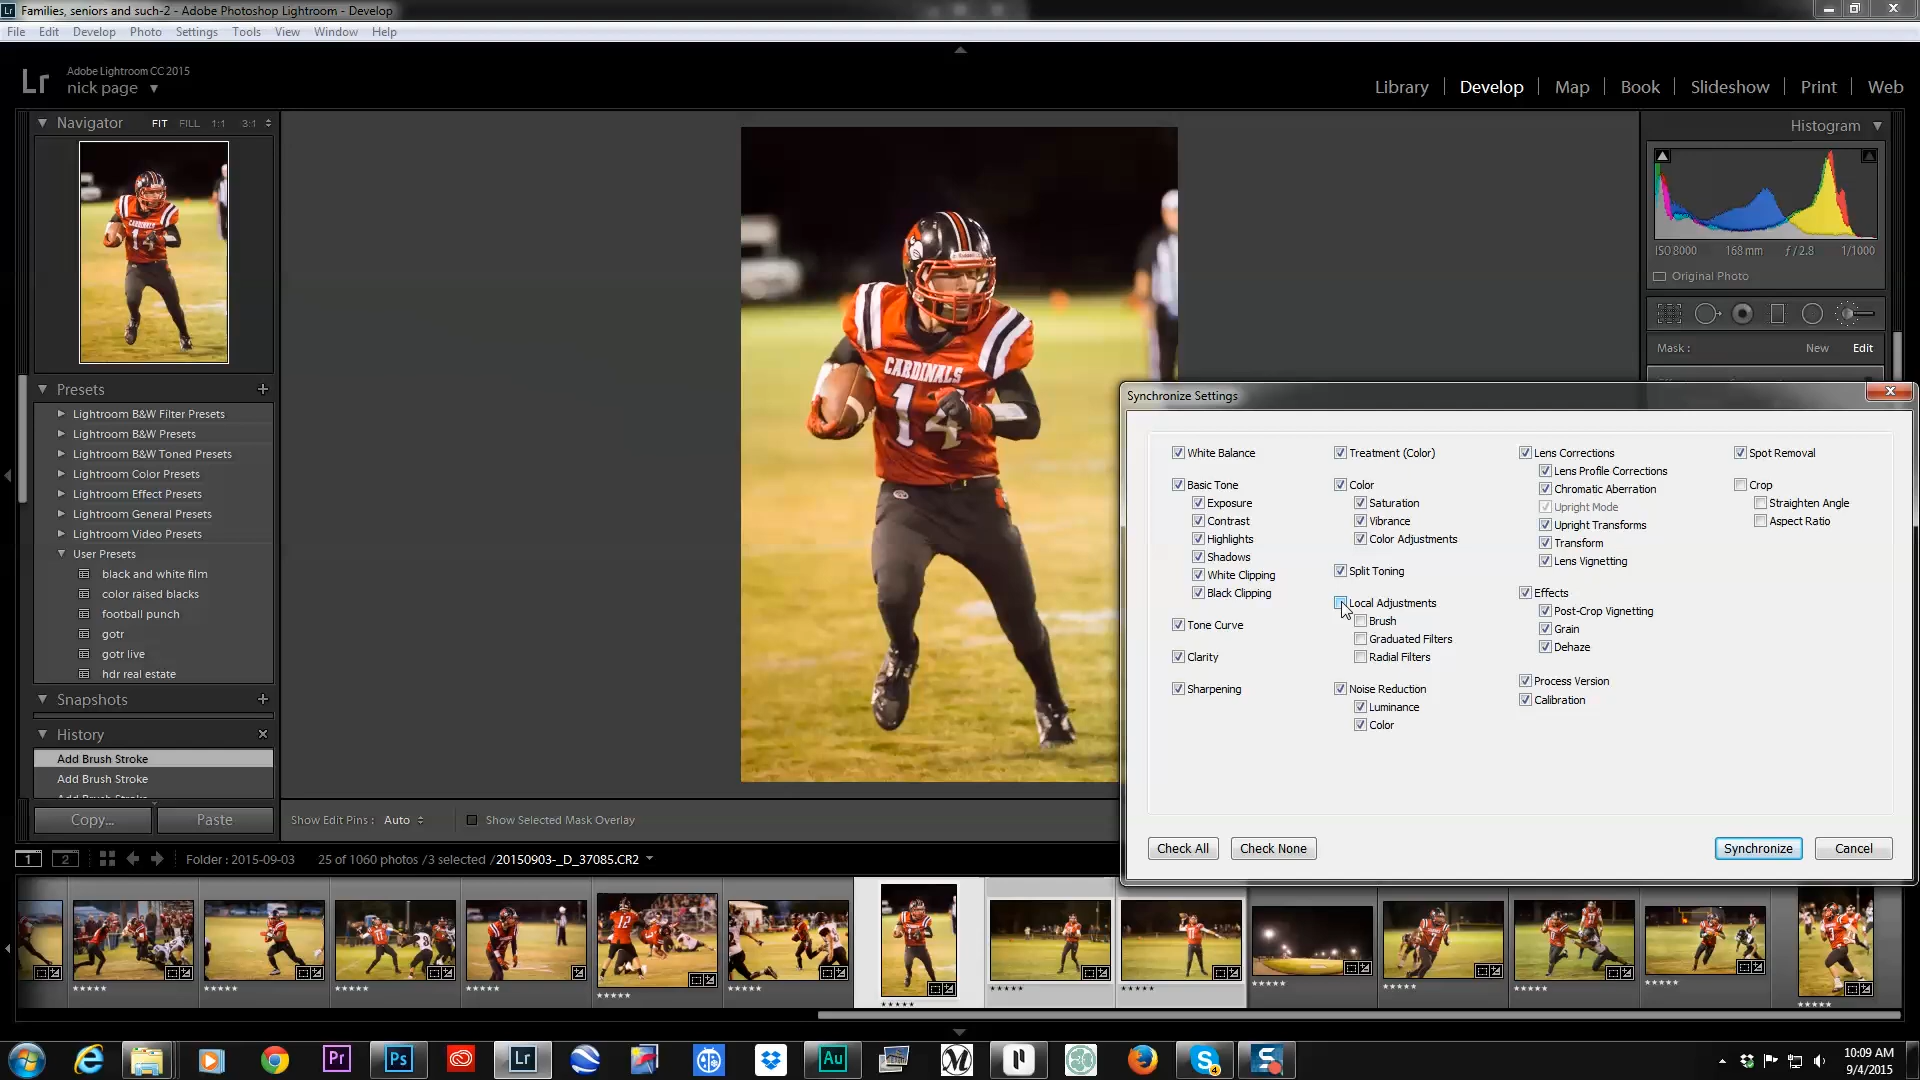 Families, seniors and such-2 - Adobe Photoshop Lightroom - Develop
File Edit Develop Photo Settings Tools View Window Help
Lr
Adobe Lightroom CC 2015
nick page
Library Develop Map Book Slideshow Print Web
Navigator FIT FILL 1:1 3:1
Histogram
ISO 8000 168 mm ƒ / 2.8 1/1000
Original Photo
Mask : New Edit
CARDINALS
14
Presets
Lightroom B&W Filter Presets
Lightroom B&W Presets
Lightroom B&W Toned Presets
Lightroom Color Presets
Lightroom Effect Presets
Lightroom General Presets
Lightroom Video Presets
User Presets
black and white film
color raised blacks
football punch
gotr
gotr live
hdr real estate
Snapshots
History
Add Brush Stroke
Add Brush Stroke
Add Brush Stroke
Copy... Paste
Show Edit Pins : Auto Show Selected Mask Overlay
Synchronize Settings
White Balance
Basic Tone
Exposure
Contrast
Highlights
Shadows
White Clipping
Black Clipping
Tone Curve
Clarity
Sharpening
Treatment (Color)
Color
Saturation
Vibrance
Color Adjustments
Split Toning
Local Adjustments
Brush
Graduated Filters
Radial Filters
Noise Reduction
Luminance
Color
Lens Corrections
Lens Profile Corrections
Chromatic Aberration
Upright Mode
Upright Transforms
Transform
Lens Vignetting
Effects
Post-Crop Vignetting
Grain
Dehaze
Process Version
Calibration
Spot Removal
Crop
Straighten Angle
Aspect Ratio
Check All Check None Synchronize Cancel
1 2 Folder : 2015-09-03 25 of 1060 photos /3 selected /20150903-_D_37085.CR2
Pr Ps Lr Au S 4 S
10:09 AM
9/4/2015